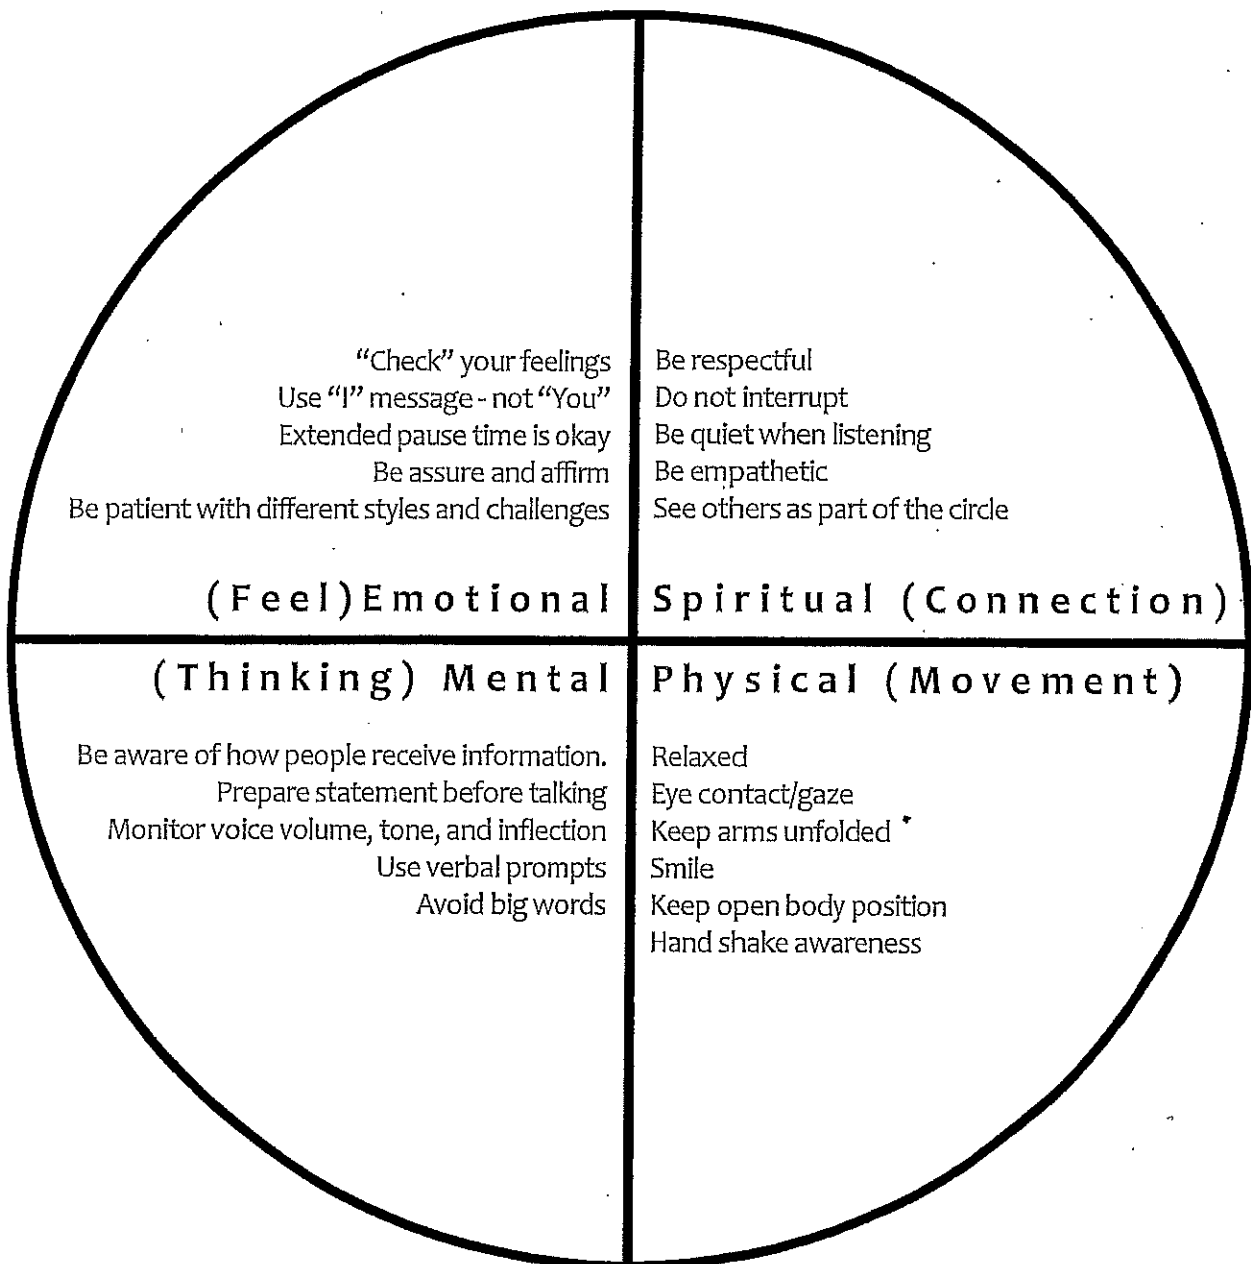 “Check” your feelings
Use “I” message - not “You”
Extended pause time is okay
Be assure and affirm
Be patient with different styles and challenges
(Feel) Emotional
Be respectful
Do not interrupt
Be quiet when listening
Be empathetic
See others as part of the circle
Spiritual (Connection)
(Thinking) Mental
Be aware of how people receive information.
Prepare statement before talking
Monitor voice volume, tone, and inflection
Use verbal prompts
Avoid big words
Physical (Movement)
Relaxed
Eye contact/gaze
Keep arms unfolded
Smile
Keep open body position
Hand shake awareness